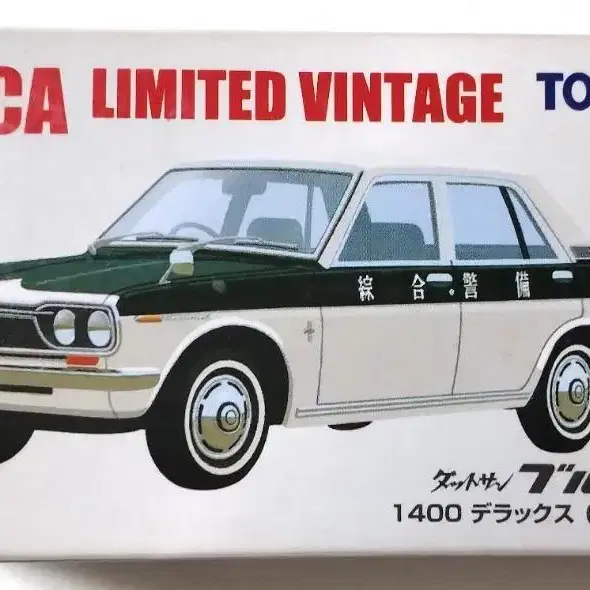 CA LIMITED VINTAGE TO
綜合・警備
ダットサン ブル
1400 デラックス (